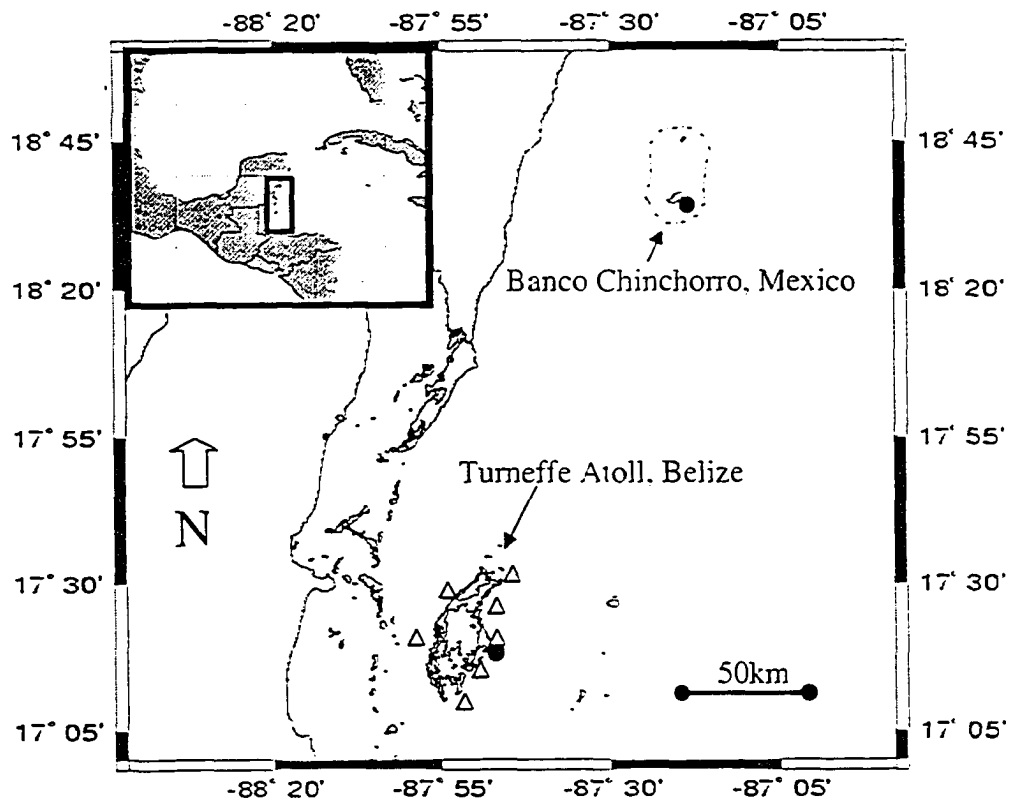 -88° 20' -87° 55' -87° 30' -87° 05'
18° 45' 18° 45'
Banco Chinchorro, Mexico
18° 20' 18° 20'
17° 55' 17° 55'
Turneffe Atoll, Belize
N
17° 30' 17° 30'
50km
17° 05' 17° 05'
-88° 20' -87° 55' -87° 30' -87° 05'